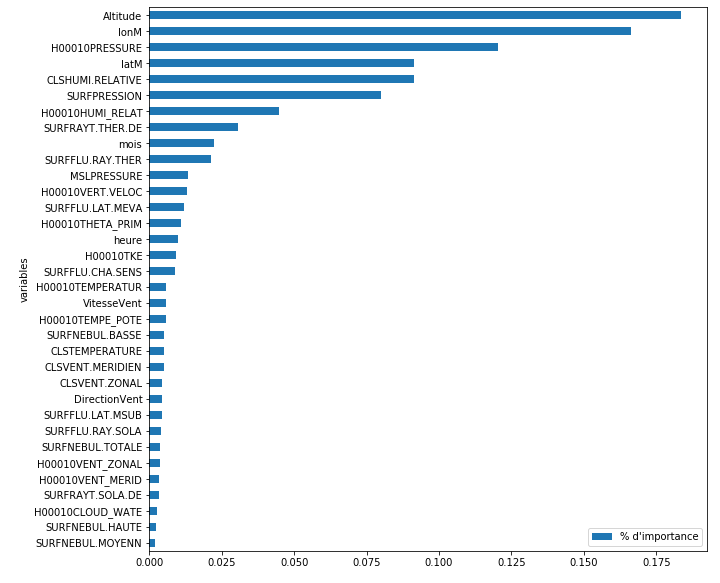 Altitude
lonM
H00010PRESSURE
latM
CLSHUMI.RELATIVE
SURFPRESSION
H00010HUMI_RELAT
SURFRAYT.THER.DE
mois
SURFFLU.RAY.THER
MSLPRESSURE
H00010VERT.VELOC
SURFFLU.LAT.MEVA
H00010THETA_PRIM
heure
H00010TKE
SURFFLU.CHA.SENS
H00010TEMPERATUR
VitesseVent
H00010TEMPE_POTE
SURFNEBUL.BASSE
CLSTEMPERATURE
CLSVENT.MERIDIEN
CLSVENT.ZONAL
DirectionVent
SURFFLU.LAT.MSUB
SURFFLU.RAY.SOLA
SURFNEBUL.TOTALE
H00010VENT_ZONAL
H00010VENT_MERID
SURFRAYT.SOLA.DE
H00010CLOUD_WATE
SURFNEBUL.HAUTE
SURFNEBUL.MOYENN
variables
% d'importance
0.000 0.025 0.050 0.075 0.100 0.125 0.150 0.175